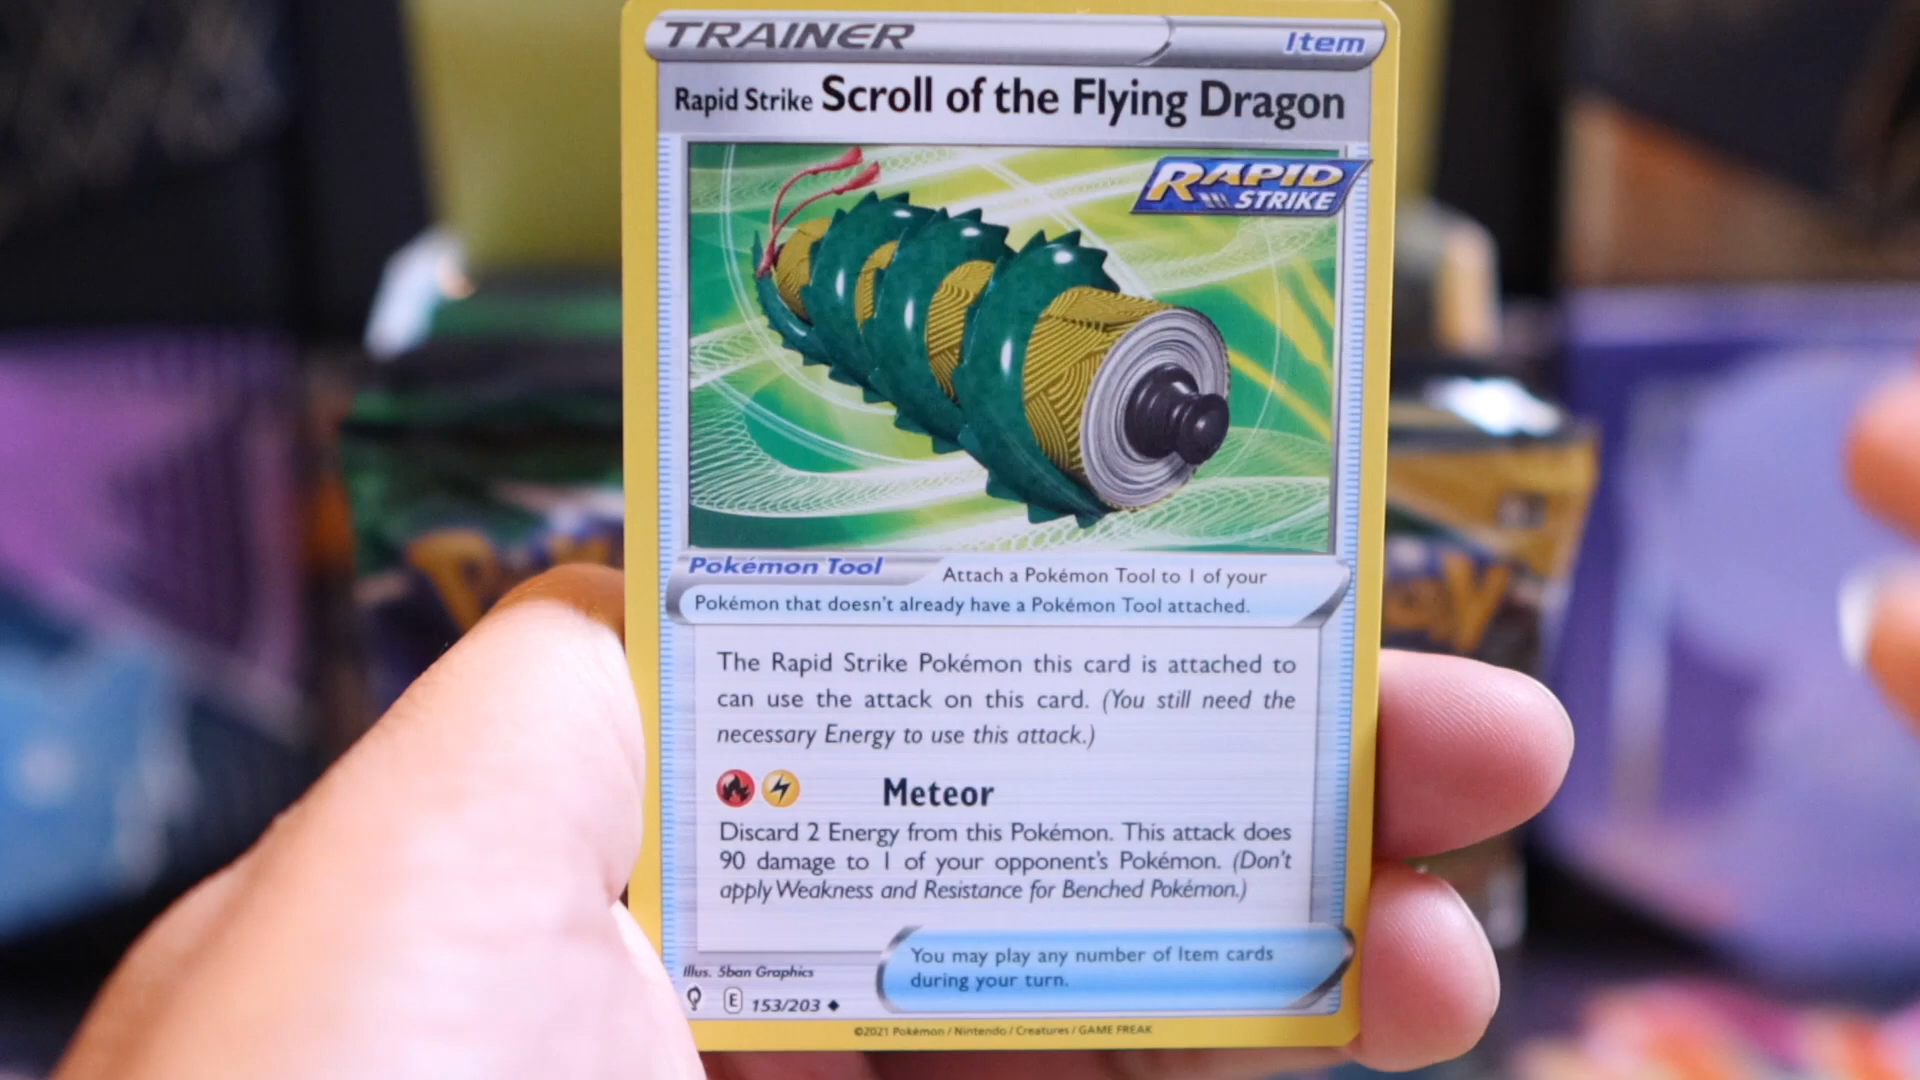 TRAINER
Item
Rapid Strike Scroll of the Flying Dragon
RAPID
STRIKE
Pokémon Tool
Attach a Pokémon Tool to 1 of your
Pokémon that doesn't already have a Pokémon Tool attached.
The Rapid Strike Pokémon this card is attached to
can use the attack on this card. (You still need the
necessary Energy to use this attack.)
Meteor
Discard 2 Energy from this Pokémon. This attack does
90 damage to 1 of your opponent's Pokémon. (Don't
apply Weakness and Resistance for Benched Pokémon.)
You may play any number of Item cards
during your turn.
Illus. 5ban Graphics
E 153/203
©2021 Pokémon / Nintendo / Creatures / GAME FREAK